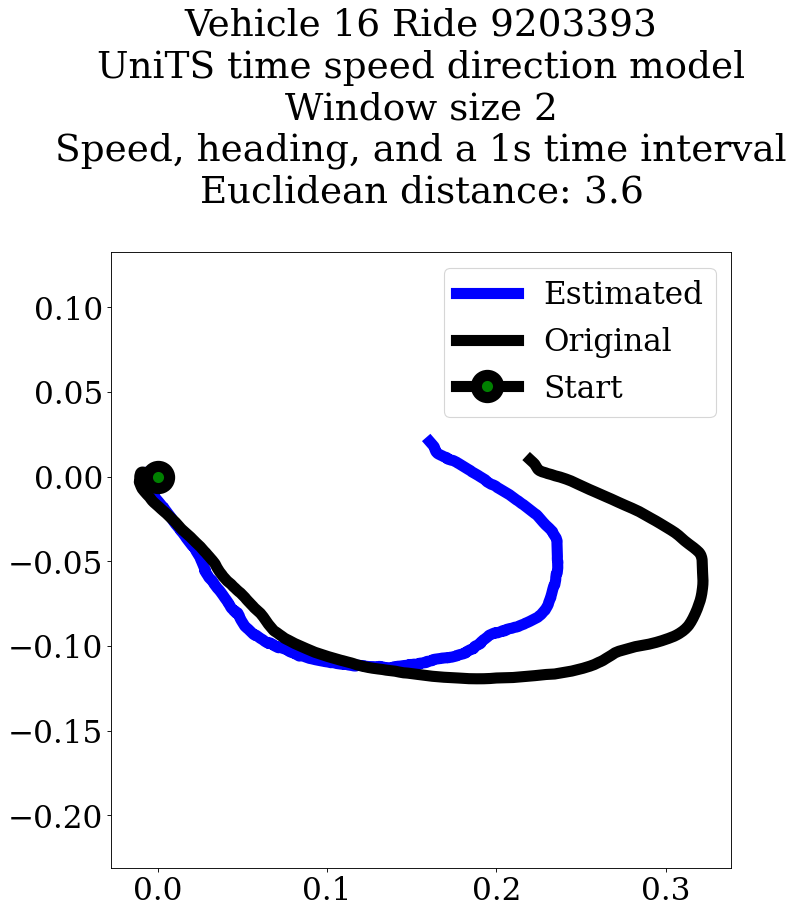 Vehicle 16 Ride 9203393
UniTS time speed direction model
Window size 2
Speed, heading, and a 1s time interval
Euclidean distance: 3.6
Estimated
Original
Start
0.10
0.05
0.00
−0.05
−0.10
−0.15
−0.20
0.0 0.1 0.2 0.3